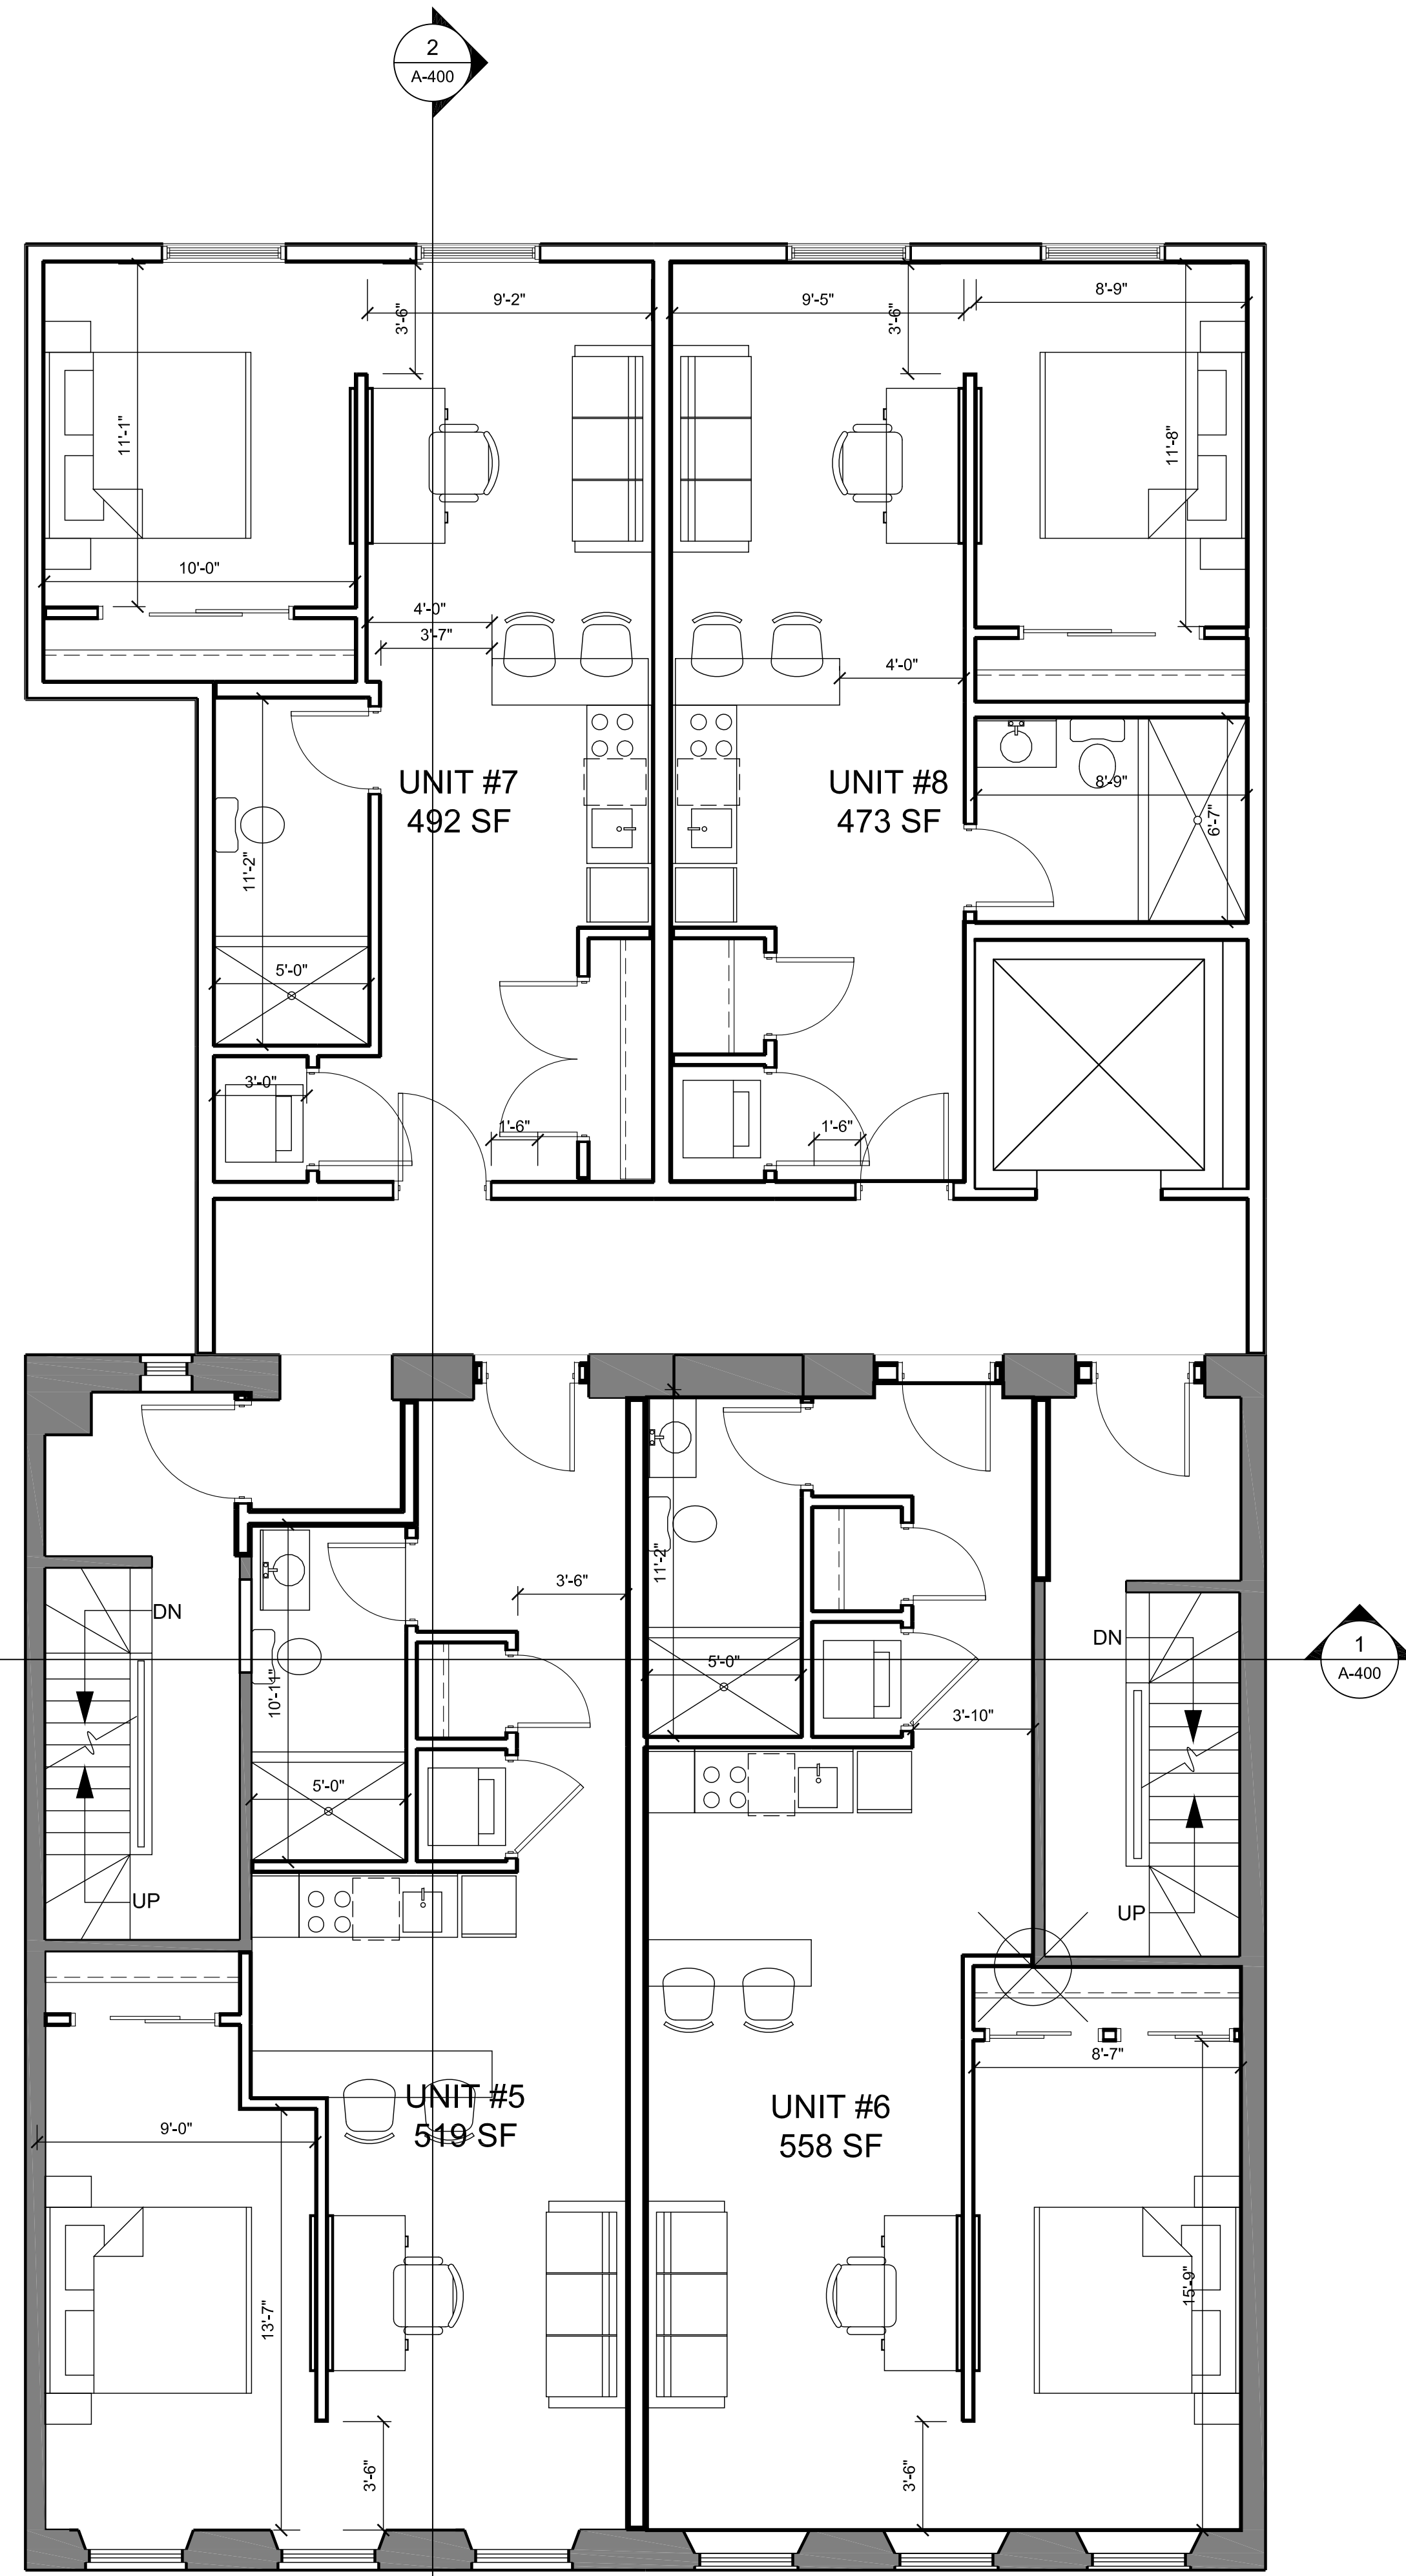 2
A-400
9'-2"
9'-5"
8'-9"
3'-6"
3'-6"
11'-1"
11'-8"
10'-0"
4'-0"
3'-7"
4'-0"
UNIT #7
492 SF
UNIT #8
473 SF
8'-9"
6'-7"
11'-2"
5'-0"
3'-0"
1'-6"
1'-6"
3'-6"
11'-2"
DN
DN
1
A-400
5'-0"
10'-11"
3'-10"
5'-0"
UP
UP
8'-7"
UNIT #5
519 SF
UNIT #6
558 SF
9'-0"
13'-7"
15'-9"
3'-6"
3'-6"